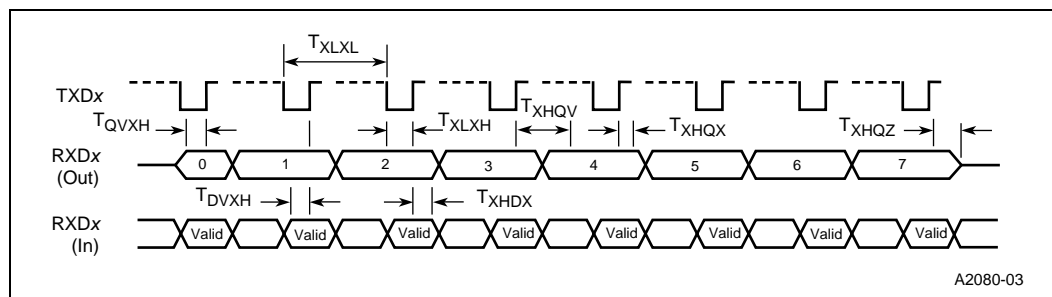 TXLXL
TXDx
TQVXH
TXLXH
TXHQV
TXHQX
TXHQZ
RXDx
(Out)
0 1 2 3 4 5 6 7
TDVXH
TXHDX
RXDx
(In)
Valid Valid Valid Valid Valid Valid Valid Valid
A2080-03